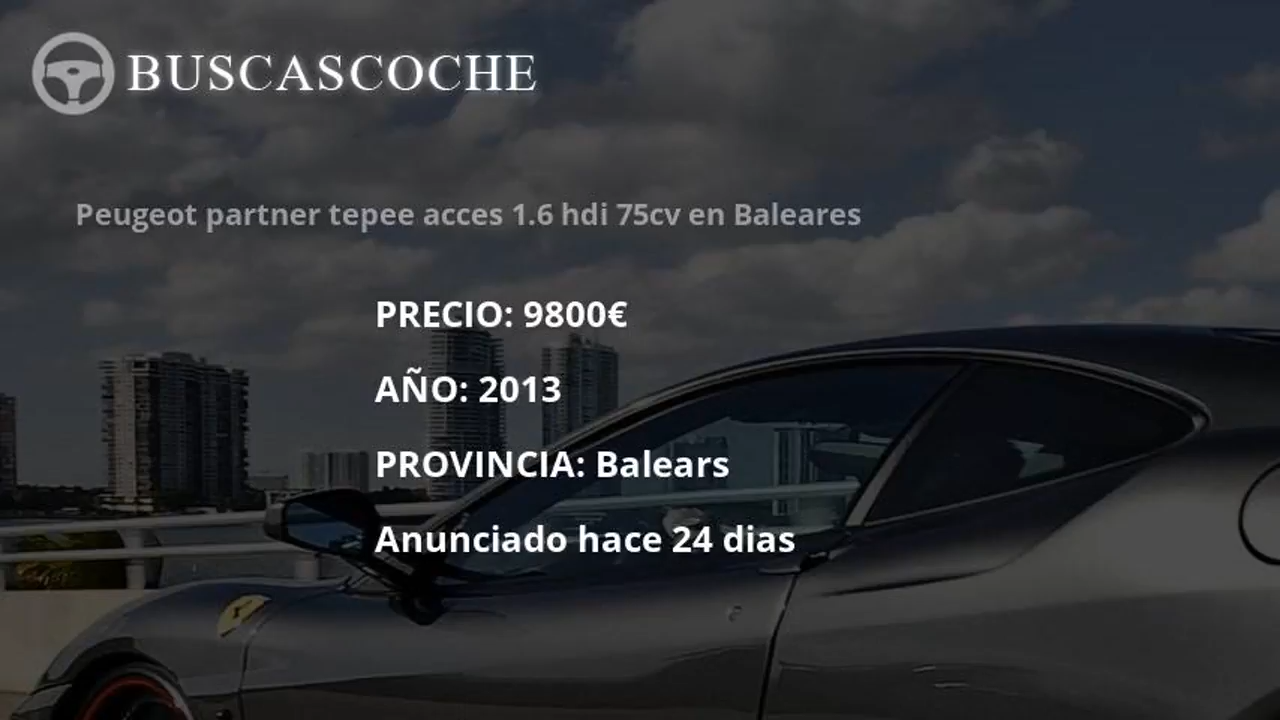 BUSCASCOCHE
Peugeot partner tepee acces 1.6 hdi 75cv en Baleares
PRECIO: 9800€
AÑO: 2013
PROVINCIA: Balears
Anunciado hace 24 dias